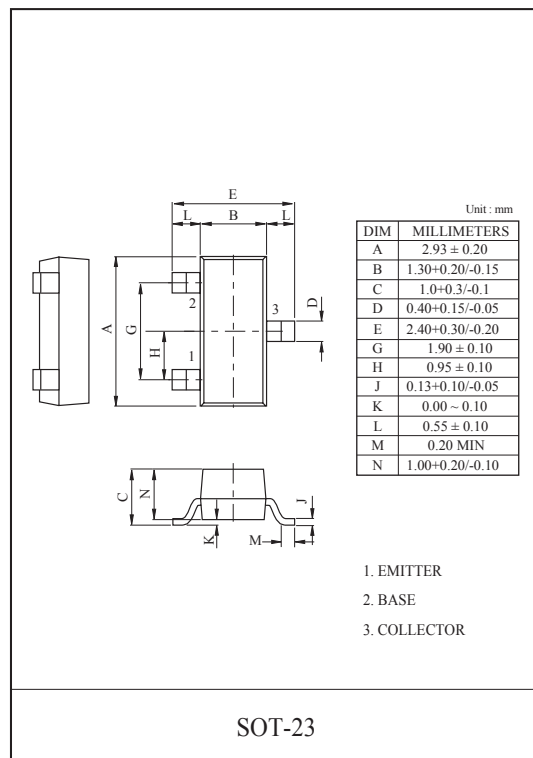 E
L B L
2
3
D
A
G
H
1
C
N
K
M
J
Unit : mm
DIM MILLIMETERS
A 2.93 ± 0.20
B 1.30+0.20/-0.15
C 1.0+0.3/-0.1
D 0.40+0.15/-0.05
E 2.40+0.30/-0.20
G 1.90 ± 0.10
H 0.95 ± 0.10
J 0.13+0.10/-0.05
K 0.00 ~ 0.10
L 0.55 ± 0.10
M 0.20 MIN
N 1.00+0.20/-0.10
1. EMITTER
2. BASE
3. COLLECTOR
SOT-23